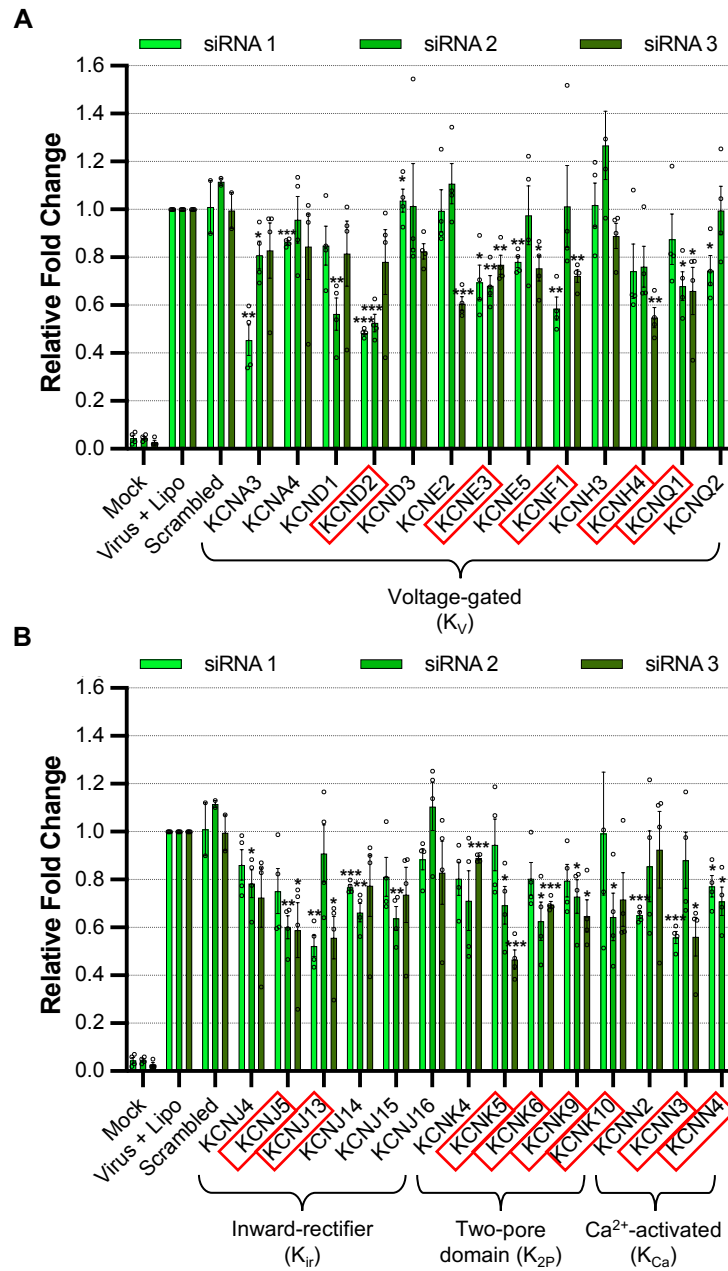 A
siRNA 1 siRNA 2 siRNA 3
Relative Fold Change
1.6
1.4
1.2
1.0
0.8
0.6
0.4
0.2
0.0
** * *** ** *** *** * *** * ** ** ** * ** ** ** * * *
Mock
Virus + Lipo
Scrambled
KCNA3
KCNA4
KCND1
KCND2
KCND3
KCNE2
KCNE3
KCNE5
KCNF1
KCNH3
KCNH4
KCNQ1
KCNQ2
Voltage-gated
(KV)
B
siRNA 1 siRNA 2 siRNA 3
Relative Fold Change
1.6
1.4
1.2
1.0
0.8
0.6
0.4
0.2
0.0
* ** * ** * *** ** ** *** * *** * *** * * * *** *** * * *
Mock
Virus + Lipo
Scrambled
KCNJ4
KCNJ5
KCNJ13
KCNJ14
KCNJ15
KCNJ16
KCNK4
KCNK5
KCNK6
KCNK9
KCNK10
KCNN2
KCNN3
KCNN4
Inward-rectifier
(Kir)
Two-pore
domain (K2P)
Ca2+-activated
(KCa)